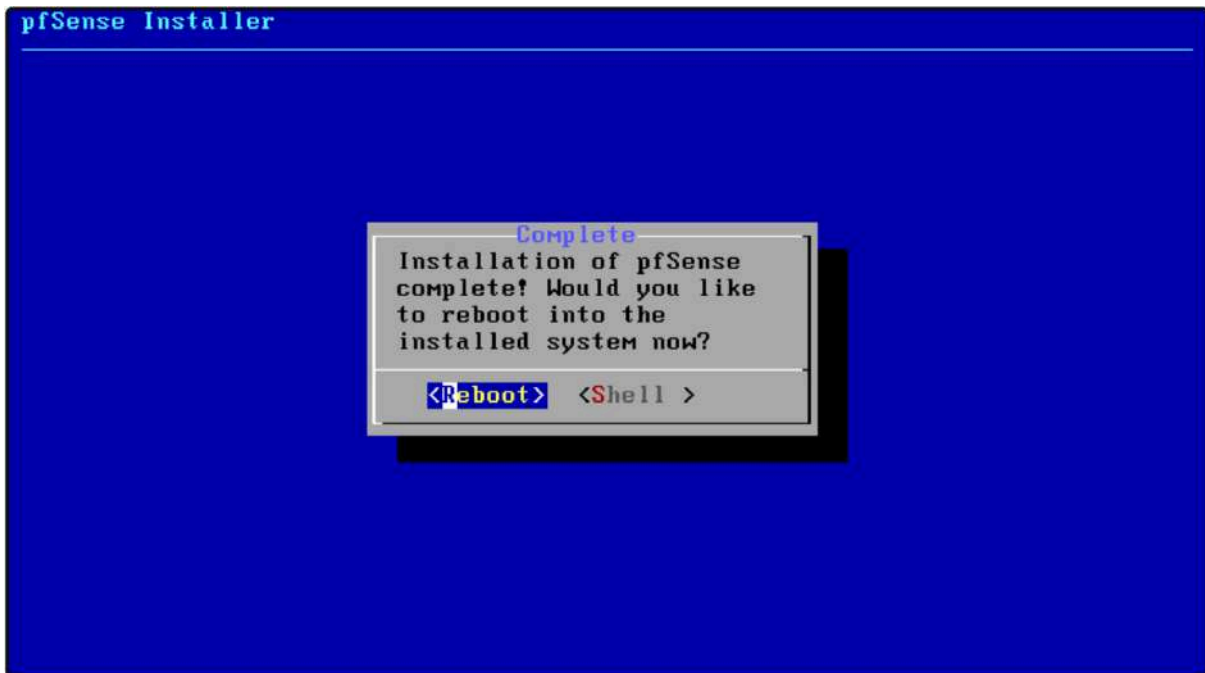 pfSense Installer
Complete
Installation of pfSense
complete! Would you like
to reboot into the
installed system now?
<Reboot> <Shell >